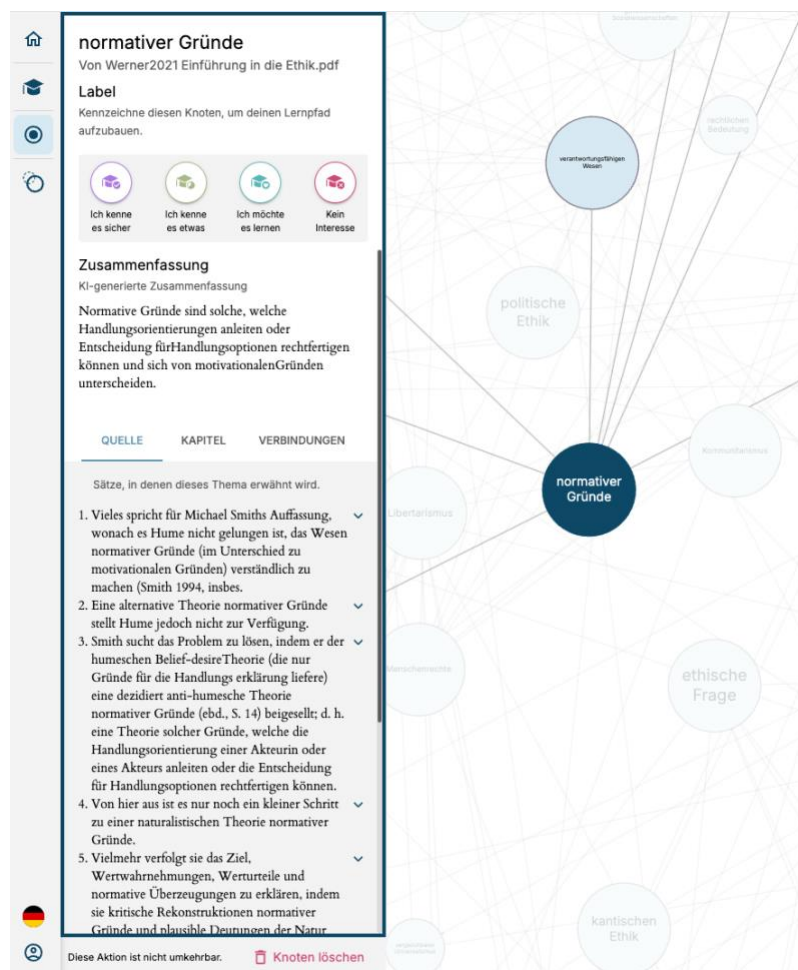 normativer Gründe
Von Werner2021 Einführung in die Ethik.pdf
Label
Kennzeichne diesen Knoten, um deinen Lernpfad
aufzubauen.
Ich kenne
es sicher
Ich kenne
es etwas
Ich möchte
es lernen
Kein
Interesse
Zusammenfassung
KI-generierte Zusammenfassung
Normative Gründe sind solche, welche
Handlungsorientierungen anleiten oder
Entscheidung fürHandlungsoptionen rechtfertigen
können und sich von motivationalenGründen
unterscheiden.
QUELLE KAPITEL VERBINDUNGEN
Sätze, in denen dieses Thema erwähnt wird.
1. Vieles spricht für Michael Smiths Auffassung,
wonach es Hume nicht gelungen ist, das Wesen
normativer Gründe (im Unterschied zu
motivationalen Gründen) verständlich zu
machen (Smith 1994, insbes.
2. Eine alternative Theorie normativer Gründe
stellt Hume jedoch nicht zur Verfügung.
3. Smith sucht das Problem zu lösen, indem er der
humeschen Belief-desireTheorie (die nur
Gründe für die Handlungs erklärung liefere)
eine dezidiert anti-humesche Theorie
normativer Gründe (ebd., S. 14) beigesellt; d. h.
eine Theorie solcher Gründe, welche die
Handlungsorientierung einer Akteurin oder
eines Akteurs anleiten oder die Entscheidung
für Handlungsoptionen rechtfertigen können.
4. Von hier aus ist es nur noch ein kleiner Schritt
zu einer naturalistischen Theorie normativer
Gründe.
5. Vielmehr verfolgt sie das Ziel,
Wertwahrnehmungen, Werturteile und
normative Überzeugungen zu erklären, indem
sie kritische Rekonstruktionen normativer
Gründe und plausible Deutungen der Natur
Diese Aktion ist nicht umkehrbar.
Knoten löschen
rechtlichen
Bedeutung
verantwortungsfähigen
Wesen
politische
Ethik
Kommunitarismus
normativer
Gründe
Libertarismus
Menschenrechte
ethische
Frage
kantischen
Ethik